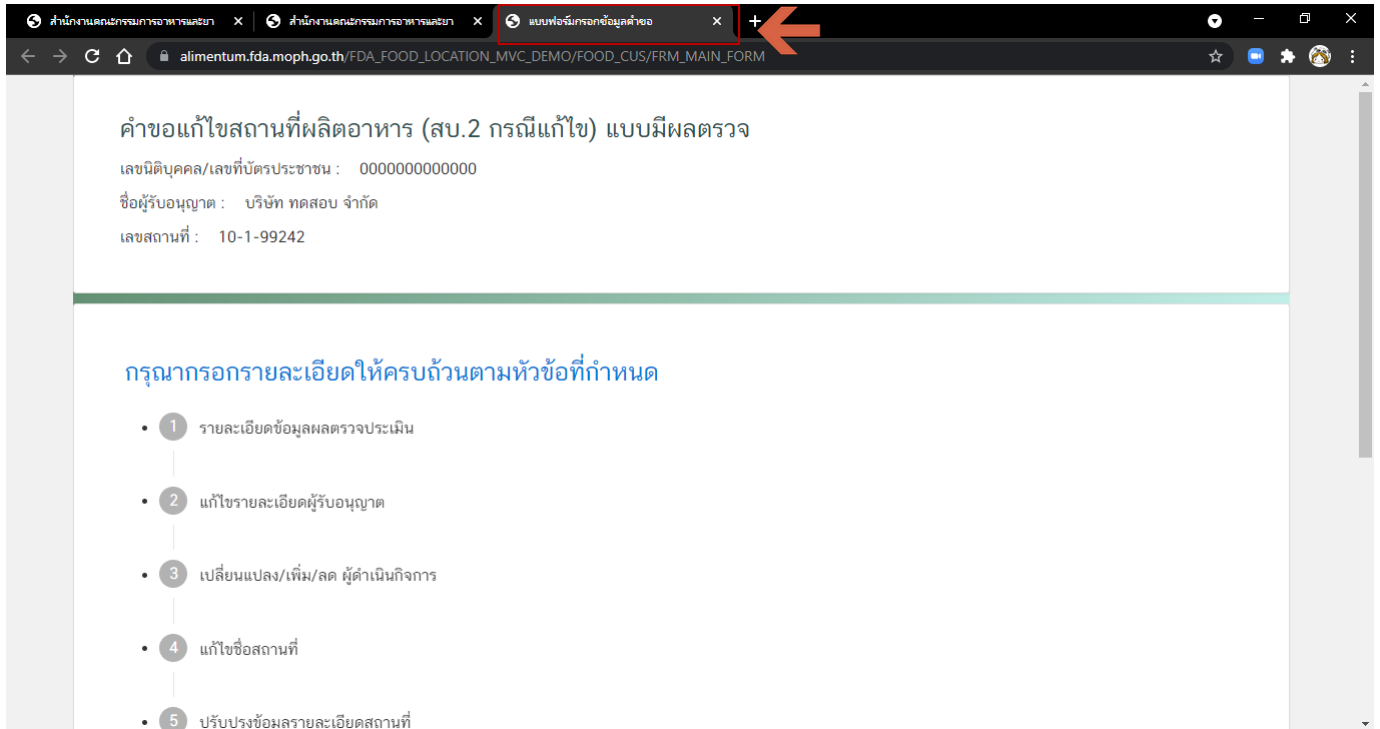 สำนักงานคณะกรรมการอาหารและยา
สำนักงานคณะกรรมการอาหารและยา
แบบฟอร์มกรอกข้อมูลคำขอ
alimentum.fda.moph.go.th/FDA_FOOD_LOCATION_MVC_DEMO/FOOD_CUS/FRM_MAIN_FORM
คำขอแก้ไขสถานที่ผลิตอาหาร (สบ.2 กรณีแก้ไข) แบบมีผลตรวจ
เลขนิติบุคคล/เลขที่บัตรประชาชน : 0000000000000
ชื่อผู้รับอนุญาต : บริษัท ทดสอบ จำกัด
เลขสถานที่ : 10-1-99242
กรุณากรอกรายละเอียดให้ครบถ้วนตามหัวข้อที่กำหนด
1 รายละเอียดข้อมูลผลตรวจประเมิน
2 แก้ไขรายละเอียดผู้รับอนุญาต
3 เปลี่ยนแปลง/เพิ่ม/ลด ผู้ดำเนินกิจการ
4 แก้ไขชื่อสถานที่
5 ปรับปรุงข้อมูลรายละเอียดสถานที่